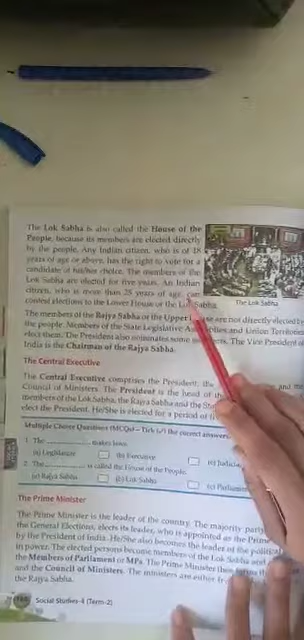 The Lok Sabha is also called the House of the
People, because its members are elected directly
by the people. Any Indian citizen, who is of 18
years of age or above, has the right to vote for a
candidate of his/her choice. The members of the
Lok Sabha are elected for five years. An Indian
citizen, who is more than 25 years of age, can
contest elections to the Lower House or the Lok Sabha.
The Lok Sabha
The members of the Rajya Sabha or the Upper are not directly elected by
the people. Members of the State Legislative and Union Territories
elect them. The President also nominates some The Vice President of
India is the Chairman of the Rajya Sabha.
The Central Executive
The Central Executive comprises the President, the and the
Council of Ministers. The President is the head of
members of the Lok Sabha, the Rajya Sabha and the
elect the President. He/She is elected for a period of
Multiple Choice Questions (MCQs) – Tick (✓) the correct answers.
1. The makes laws.
(a) Legislature (b) Executive (c)
2. The is called the House of the People.
(a) Rajya Sabha (b) Lok Sabha (c)
The Prime Minister
The Prime Minister is the leader of the country. The majority party
the General Elections, elects its leader, who is appointed as the Prime
by the President of India. He/She also becomes the leader of the
in power. The elected persons become members of the Lok Sabha and
the Members of Parliament or MPs. The Prime Minister then
and the Council of Ministers. The ministers are either
the Rajya Sabha.
Social Studies-4 (Term-2)